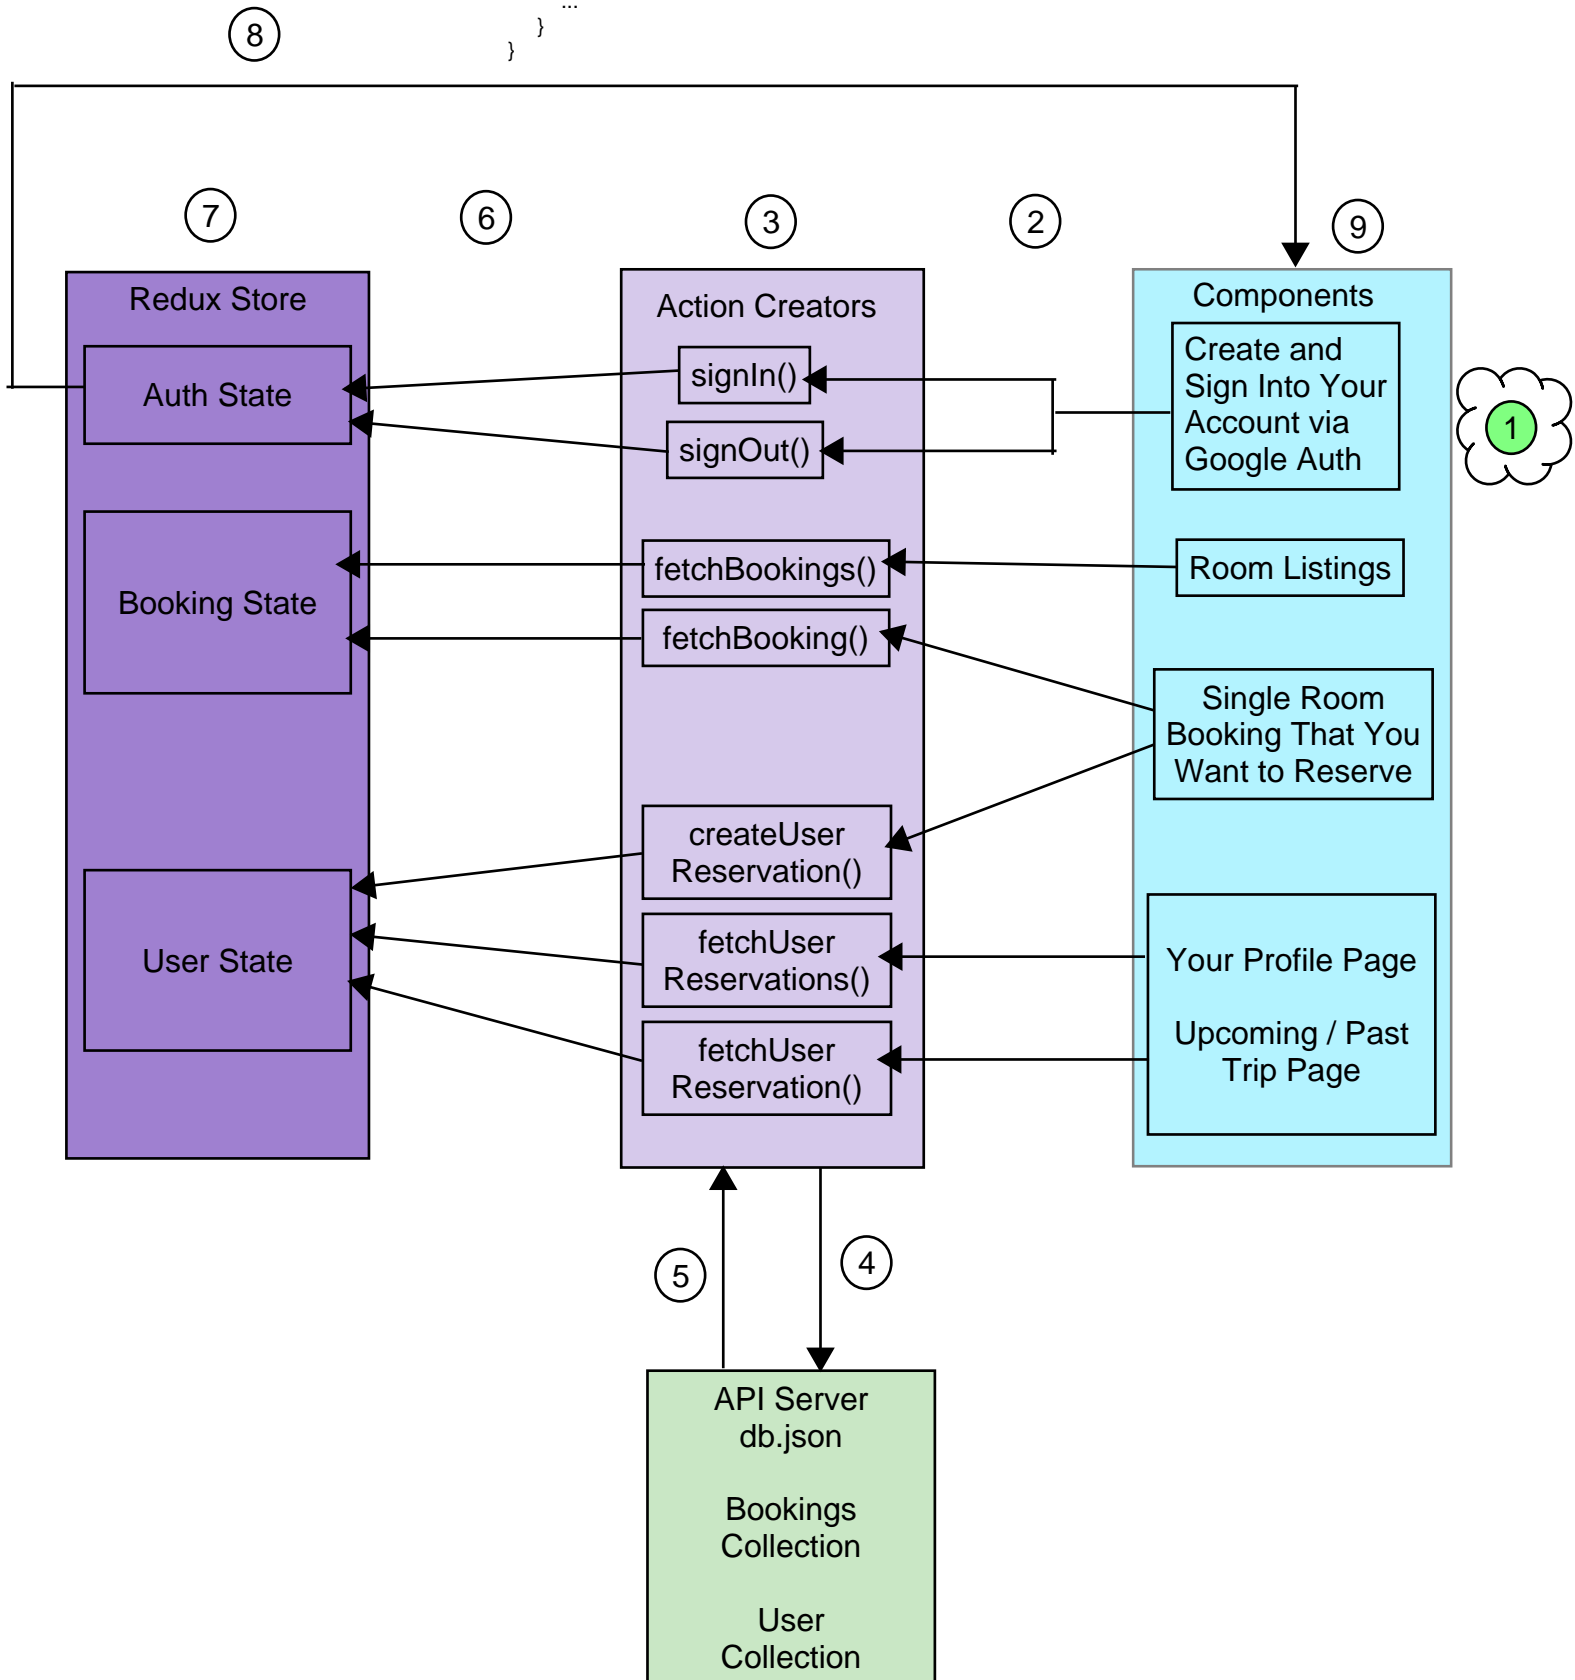 ...
}
}
8
7
6
3
2
9
Redux Store
Auth State
Booking State
User State
Action Creators
signIn()
signOut()
fetchBookings()
fetchBooking()
createUser
Reservation()
fetchUser
Reservations()
fetchUser
Reservation()
Components
Create and
Sign Into Your
Account via
Google Auth
1
Room Listings
Single Room
Booking That You
Want to Reserve
Your Profile Page
Upcoming / Past
Trip Page
5
4
API Server
db.json
Bookings
Collection
User
Collection